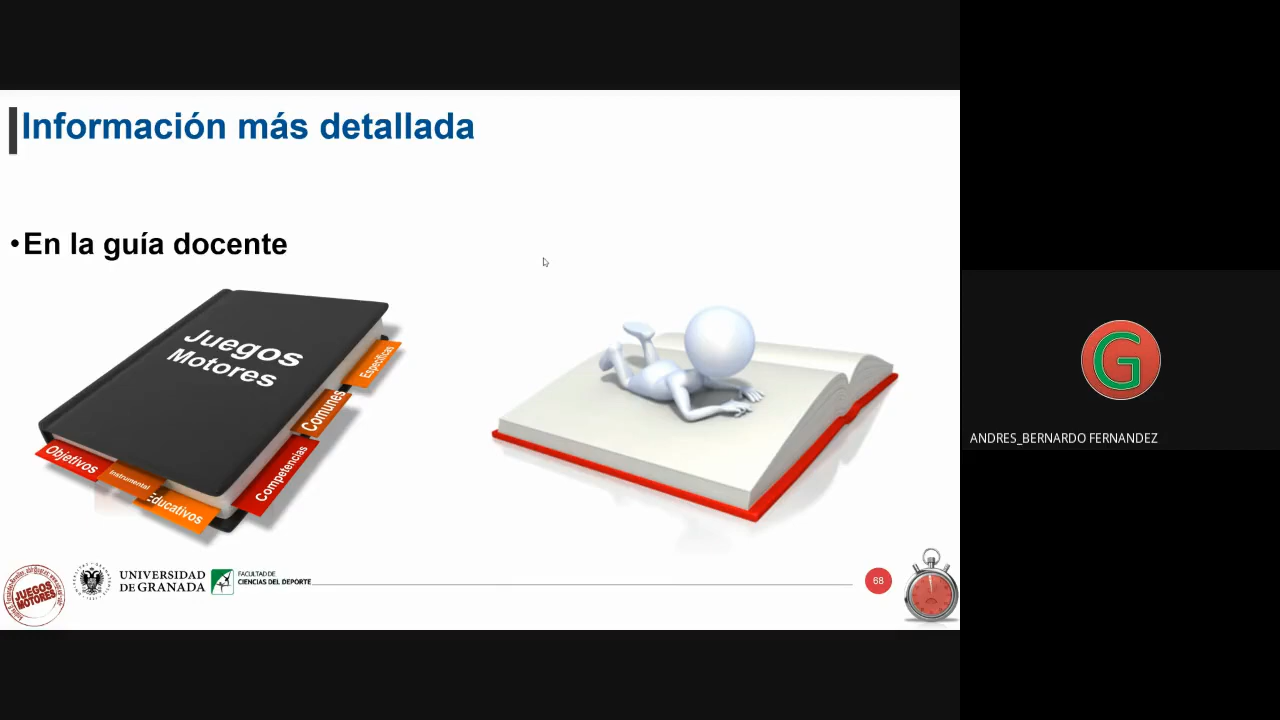 Información más detallada
•En la guía docente
Juegos
Motores
Específicas
Comunes
Competencias
Objetivos
Instrumental
Educativos
JUEGOS
MOTORES
UNIVERSIDAD
DE GRANADA
FACULTAD DE
CIENCIAS DEL DEPORTE
68
G
ANDRES_BERNARDO FERNANDEZ